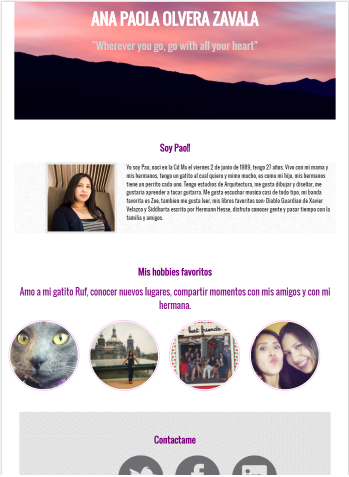 ANA PAOLA OLVERA ZAVALA
"Wherever you go, go with all your heart"
Soy Pao!!
Yo soy Pao, nací en la Cd Mx el viernes 2 de junio de 1989, tengo 27 años. Vivo con mi mama y
mis hermanos, tengo un gatito al cual quiero y mimo mucho, es como mi hijo, mis hermanos
tiene un perrito cada uno. Tengo estudios de Arquitectura, me gusta dibujar y diseñar, me
gustaria aprender a tocar guitarra. Me gusta escuchar musica casi de todo tipo, mi banda
favorita es Zoe, tambien me gusta leer, mis libros favoritos son: Diablo Guardian de Xavier
Velazco y Siddharta escrito por Hermann Hesse, disfruto conocer gente y pasar tiempo con la
familia y amigos.
Mis hobbies favoritos
Amo a mi gatito Ruf, conocer nuevos lugares, compartir momentos con mis amigos y con mi
hermana.
best friends
Contactame